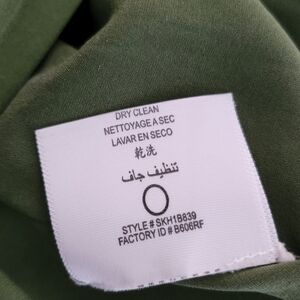 DRY CLEAN
NETTOYAGE A SEC
LAVAR EN SECO
乾洗
تنظيف جاف
STYLE # SKH1B839
FACTORY ID # B606RF